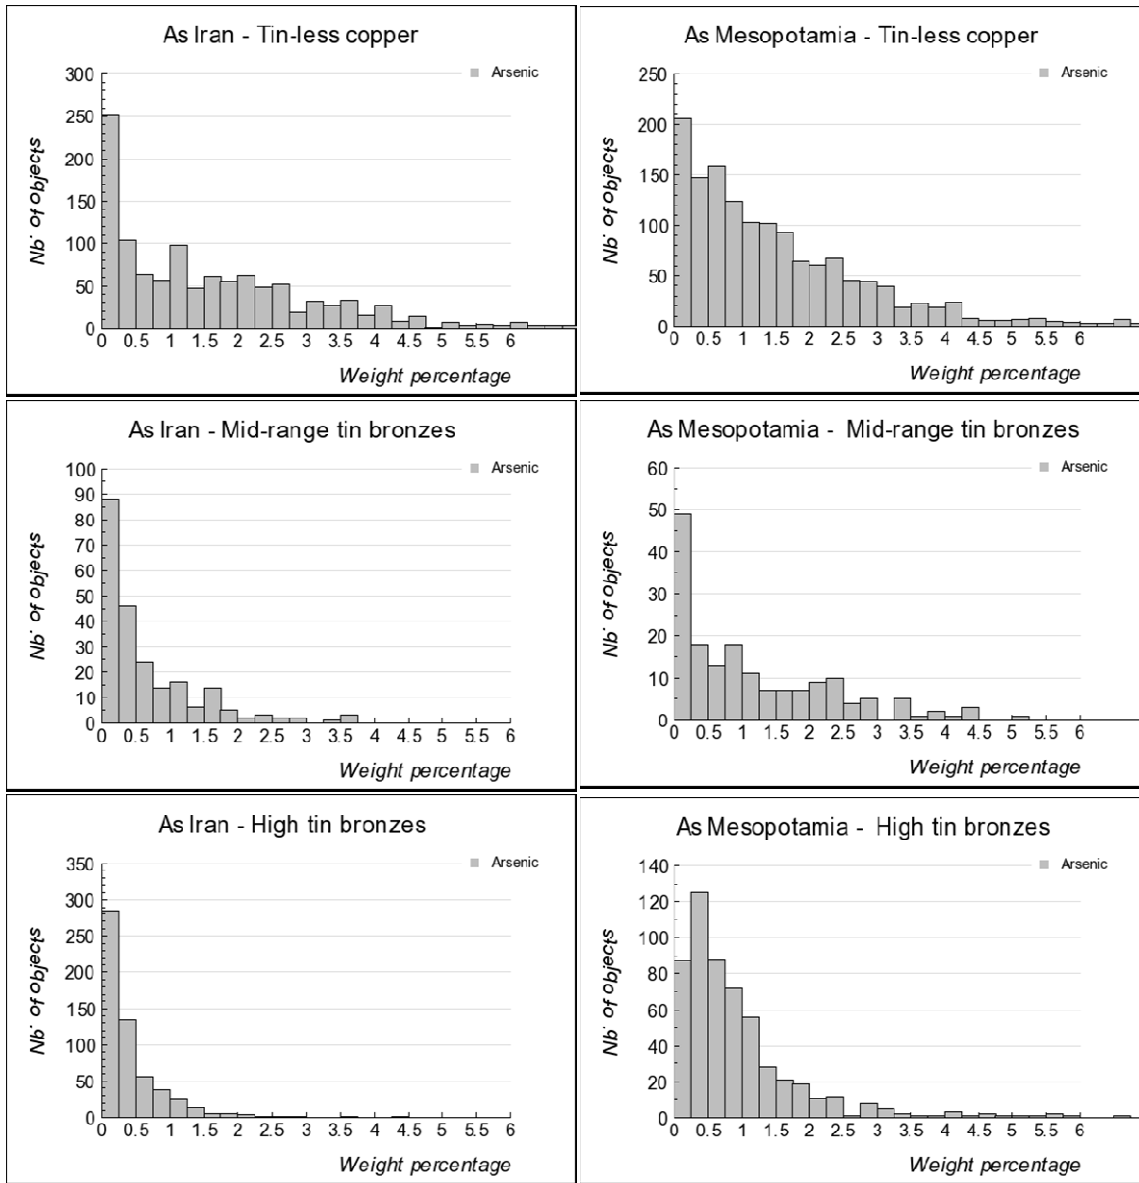 As Iran - Tin-less copper
Arsenic
300
250
200
150
100
50
0
0 0.5 1 1.5 2 2.5 3 3.5 4 4.5 5 5.5 6
Nb. of objects
Weight percentage
As Mesopotamia - Tin-less copper
Arsenic
250
200
150
100
50
0
0 0.5 1 1.5 2 2.5 3 3.5 4 4.5 5 5.5 6
Nb. of objects
Weight percentage
As Iran - Mid-range tin bronzes
Arsenic
100
90
80
70
60
50
40
30
20
10
0
0 0.5 1 1.5 2 2.5 3 3.5 4 4.5 5 5.5 6
Nb. of objects
Weight percentage
As Mesopotamia - Mid-range tin bronzes
Arsenic
60
50
40
30
20
10
0
0 0.5 1 1.5 2 2.5 3 3.5 4 4.5 5 5.5 6
Nb. of objects
Weight percentage
As Iran - High tin bronzes
Arsenic
350
300
250
200
150
100
50
0
0 0.5 1 1.5 2 2.5 3 3.5 4 4.5 5 5.5 6
Nb. of objects
Weight percentage
As Mesopotamia - High tin bronzes
Arsenic
140
120
100
80
60
40
20
0
0 0.5 1 1.5 2 2.5 3 3.5 4 4.5 5 5.5 6
Nb. of objects
Weight percentage